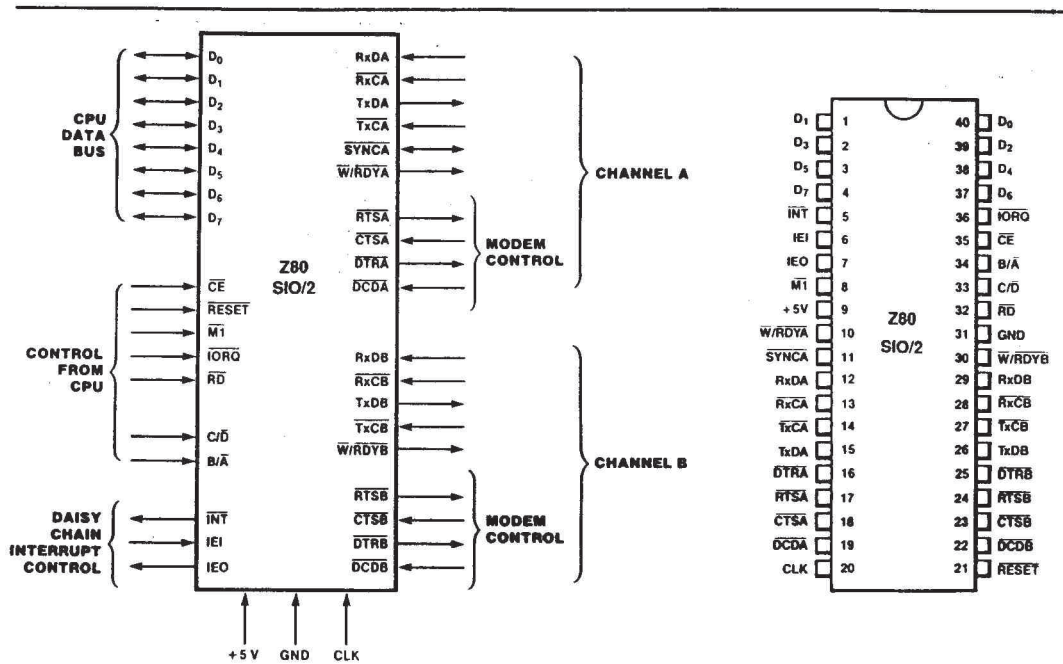 CPU
DATA
BUS
D0
D1
D2
D3
D4
D5
D6
D7
CONTROL
FROM
CPU
CE
RESET
M1
IORQ
RD
C/D
B/A
DAISY
CHAIN
INTERRUPT
CONTROL
INT
IEI
IEO
Z80
SIO/2
RxDA
RxCA
TxDA
TxCA
SYNCA
W/RDYA
RTSA
CTSA
DTRA
DCDA
MODEM
CONTROL
CHANNEL A
RxDB
RxCB
TxDB
TxCB
W/RDYB
RTSB
CTSB
DTRB
DCDB
MODEM
CONTROL
CHANNEL B
+5 V GND CLK
D1 1 40 D0
D3 2 39 D2
D5 3 38 D4
D7 4 37 D6
INT 5 36 IORQ
IEI 6 35 CE
IEO 7 34 B/A
M1 8 33 C/D
+5V 9 32 RD
W/RDYA 10 31 GND
SYNCA 11 30 W/RDYB
RxDA 12 29 RxDB
RxCA 13 28 RxCB
TxCA 14 27 TxCB
TxDA 15 26 TxDB
DTRA 16 25 DTRB
RTSA 17 24 RTSB
CTSA 18 23 CTSB
DCDA 19 22 DCDB
CLK 20 21 RESET
Z80
SIO/2